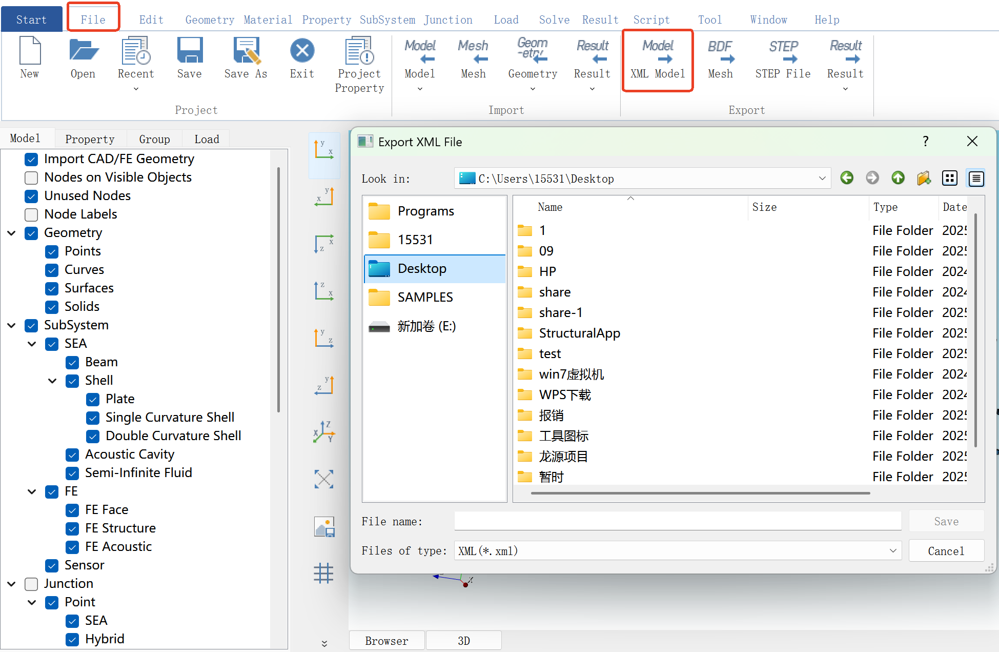 Start File Edit Geometry Material Property SubSystem Junction Load Solve Result Script Tool Window Help
New Open Recent Save Save As Exit Project Property
Project
Model Model Mesh Mesh Geom-etry Geometry Result Result
Import
Model XML Model BDF Mesh STEP STEP File Result Result
Export
Model Property Group Load
Import CAD/FE Geometry
Nodes on Visible Objects
Unused Nodes
Node Labels
Geometry
Points
Curves
Surfaces
Solids
SubSystem
SEA
Beam
Shell
Plate
Single Curvature Shell
Double Curvature Shell
Acoustic Cavity
Semi-Infinite Fluid
FE
FE Face
FE Structure
FE Acoustic
Sensor
Junction
Point
SEA
Hybrid
y x
y x
x z
z x
y z
y z
Z X Y
Export XML File ?
Look in: C:\Users\15531\Desktop
Programs
15531
Desktop
SAMPLES
新加卷 (E:)
Name Size Type Date
1 File Folder 2025
09 File Folder 2025
HP File Folder 2024
share File Folder 2024
share-1 File Folder 2025
StructuralApp File Folder 2025
test File Folder 2025
win7虚拟机 File Folder 2024
WPS下载 File Folder 2024
报销 File Folder 2025
工具图标 File Folder 2025
龙源项目 File Folder 2025
暂时 File Folder 2025
File name: Save
Files of type: XML(*.xml) Cancel
X
Browser 3D